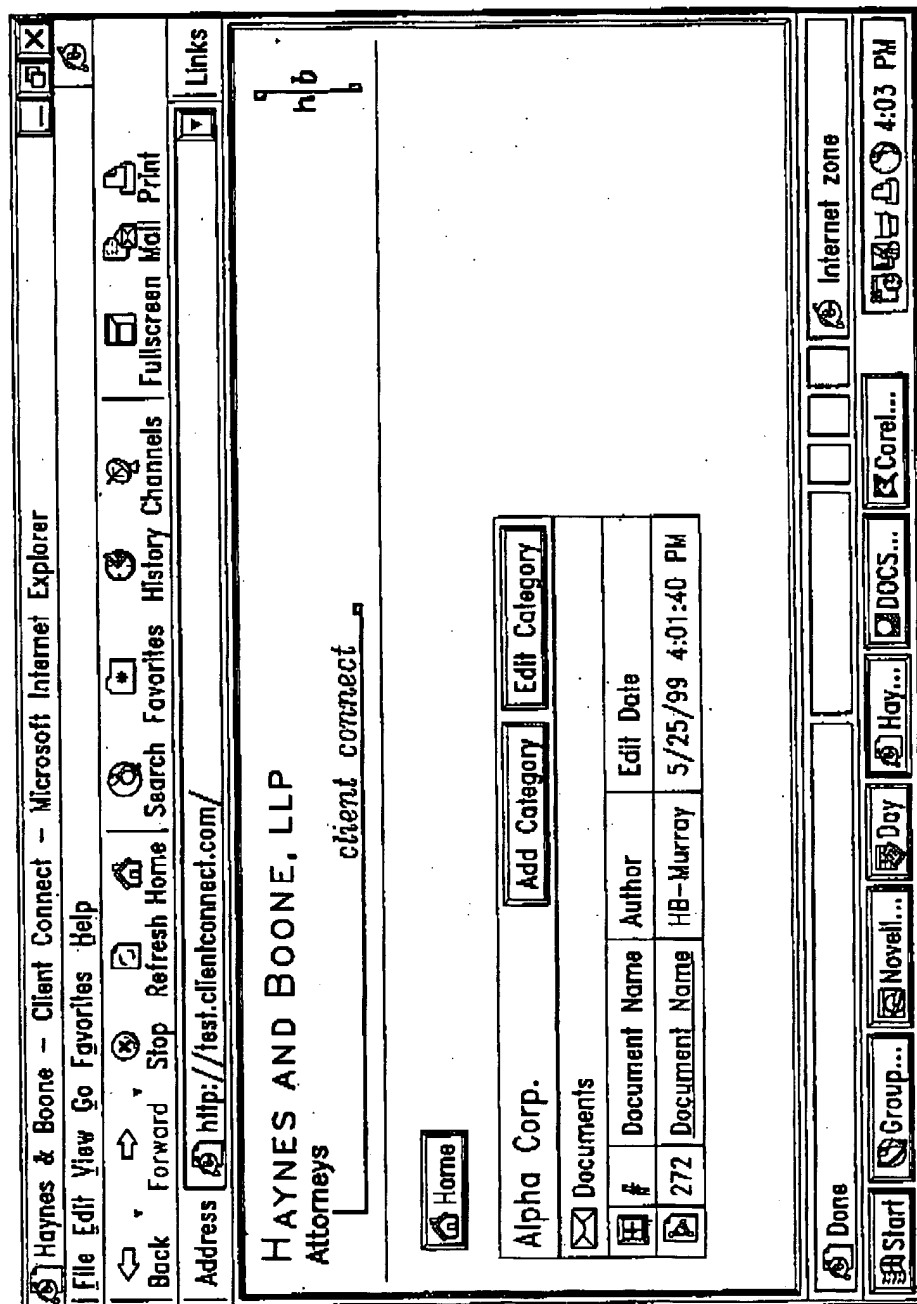 Haynes & Boone – Client Connect – Microsoft Internet Explorer
File Edit View Go Favorites Help
Back Forward Stop Refresh Home Search Favorites History Channels Fullscreen Mail Print
Address http://test.clientconnect.com/ Links
HAYNES AND BOONE, LLP
Attorneys
client connect
h b
Home
Alpha Corp. Add Category Edit Category
Documents
# Document Name Author Edit Date
272 Document Name HB-Murray 5/25/99 4:01:40 PM
Done Internet zone
Start Group... Novell... Day Hay... DOCS... Corel... 4:03 PM